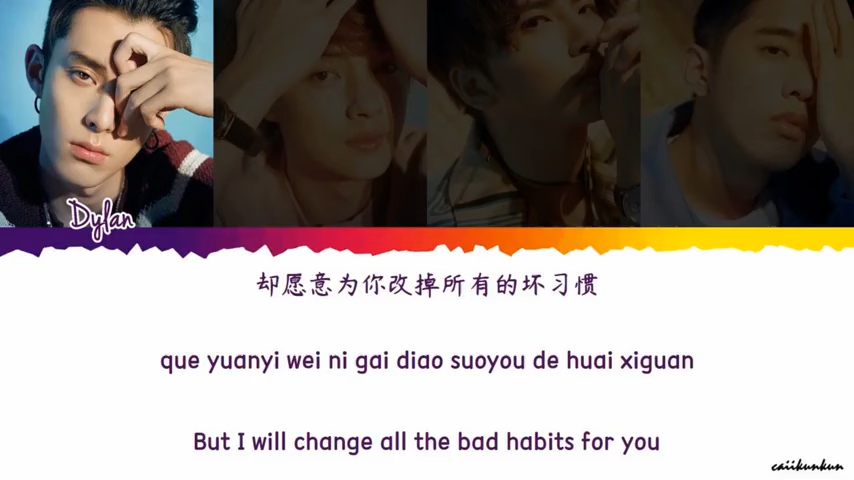 Dylan
却愿意为你改掉所有的坏习惯
que yuanyi wei ni gai diao suoyou de huai xiguan
But I will change all the bad habits for you
caiikunkun